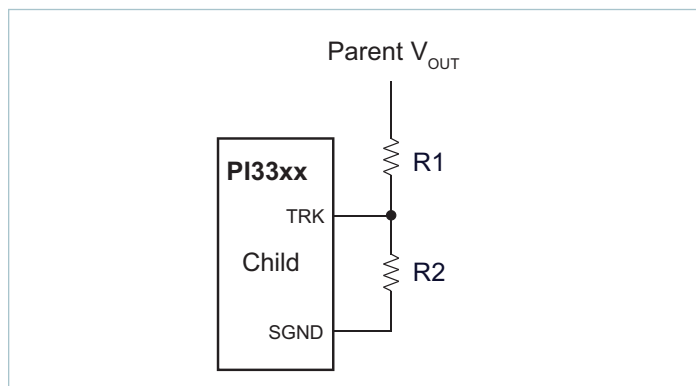 Parent VOUT
R1
PI33xx
TRK
Child
R2
SGND